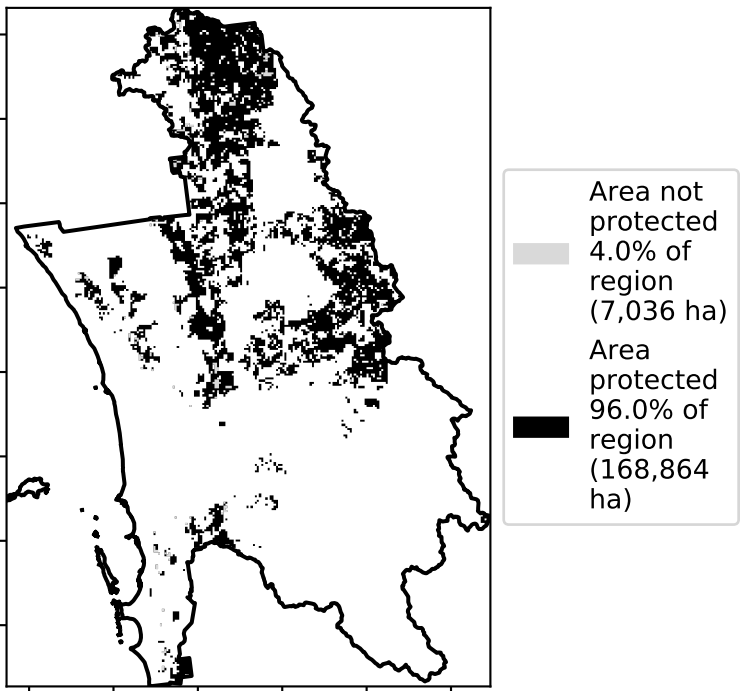 Area not
protected
4.0% of
region
(7,036 ha)
Area
protected
96.0% of
region
(168,864
ha)